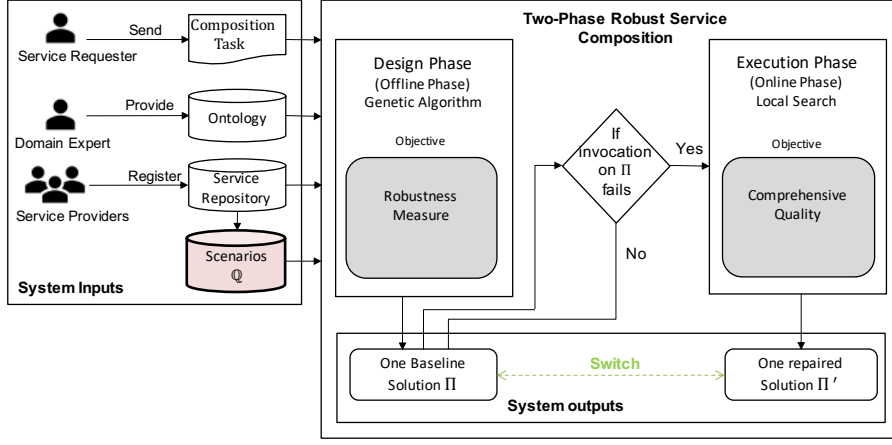 Send
Service Requester
Composition
Task
Provide
Domain Expert
Ontology
Register
Service Providers
Service
Repository
Scenarios
ℚ
System Inputs
Two-Phase Robust Service
Composition
Design Phase
(Offline Phase)
Genetic Algorithm
Objective
Robustness
Measure
If
invocation
on Π
fails
Yes
No
Execution Phase
(Online Phase)
Local Search
Objective
Comprehensive
Quality
One Baseline
Solution Π
Switch
One repaired
Solution Π ′
System outputs